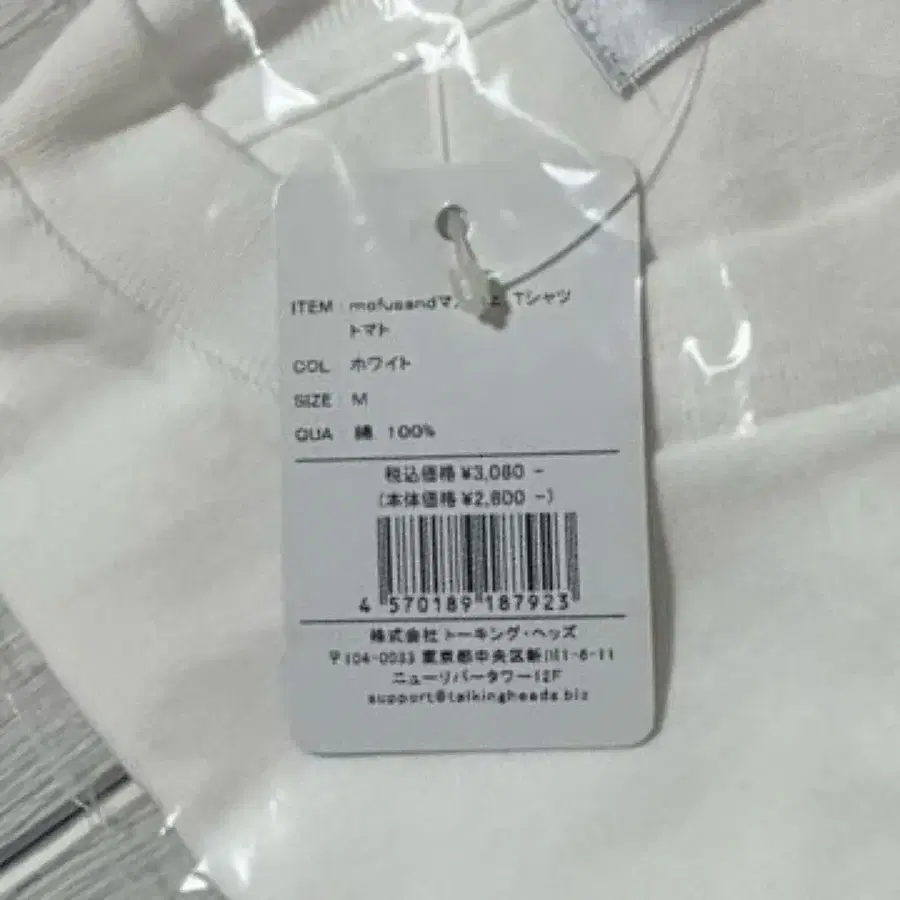 ITEM : mofusandマ Tシャツ
トマト
COL : ホワイト
SIZE : M
QUA : 綿 100%
税込価格 ¥3,080 -
(本体価格 ¥2,800 -)
4 570189 187923
株式会社 トーキング・ヘッズ
〒104-0033 東京都中央区新川1-6-11
ニューリバータワー12F
support@talkingheads.biz